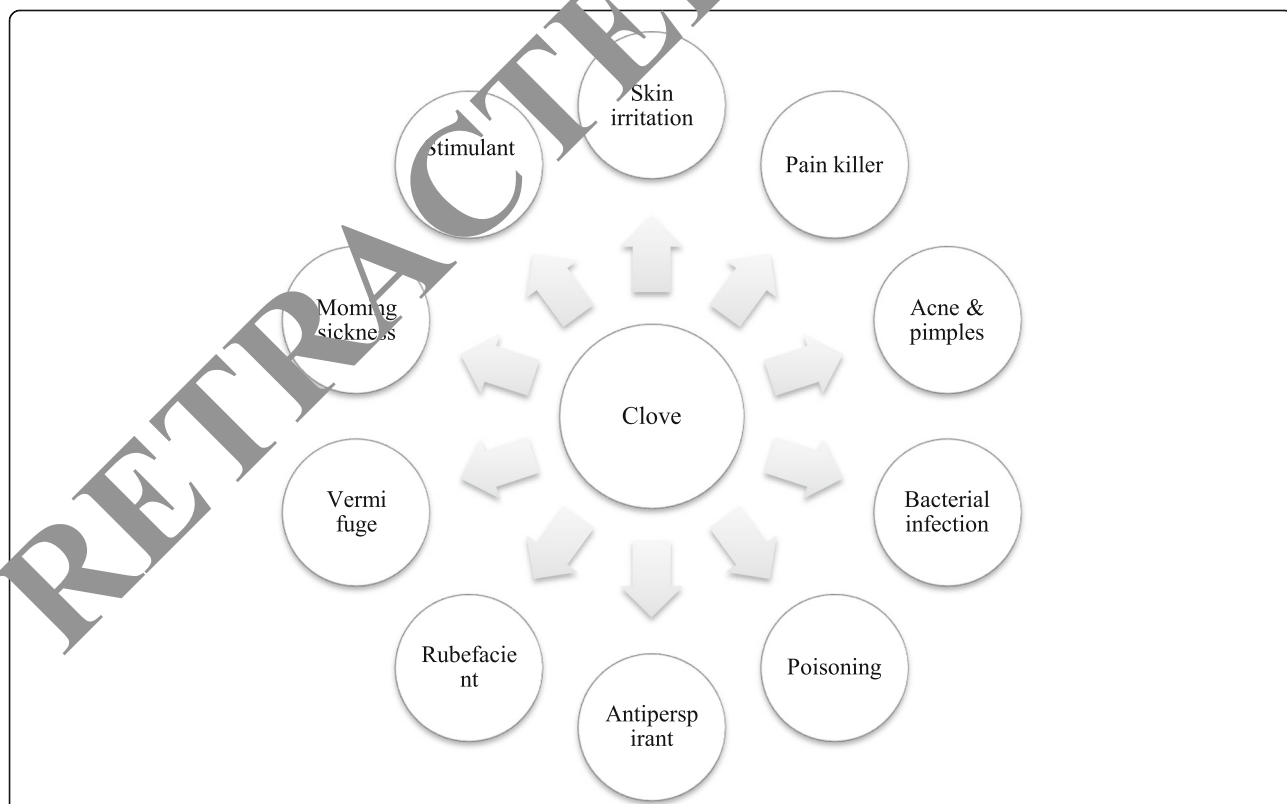 RETRACTED
Skin
irritation
Pain killer
Acne &
pimples
Bacterial
infection
Poisoning
Antipersp
irant
Rubefacie
nt
Vermi
fuge
Morning
sickness
Stimulant
Clove